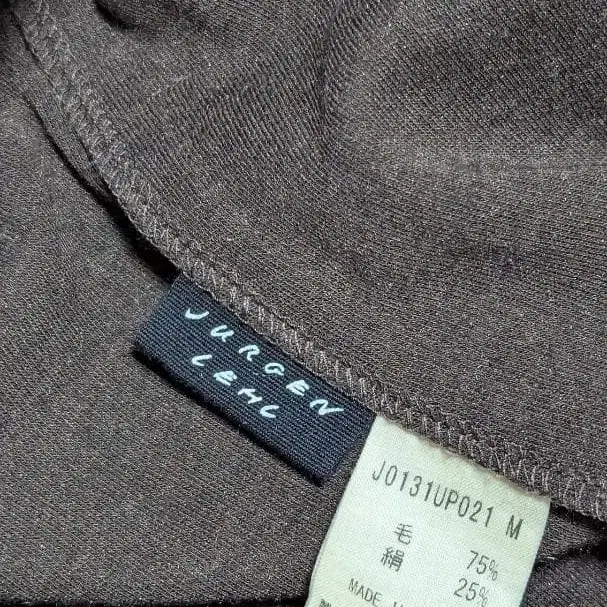 JURGEN
LEHL
J0131UP021 M
毛 75%
絹 25%
MADE